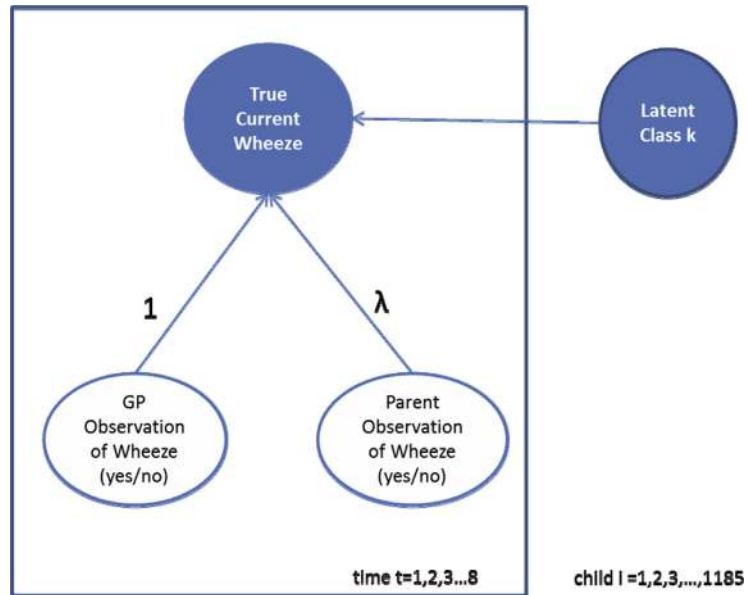 True
Current
Wheeze
Latent
Class k
1
λ
GP
Observation
of Wheeze
(yes/no)
Parent
Observation
of Wheeze
(yes/no)
time t=1,2,3...8
child i =1,2,3,...,1185